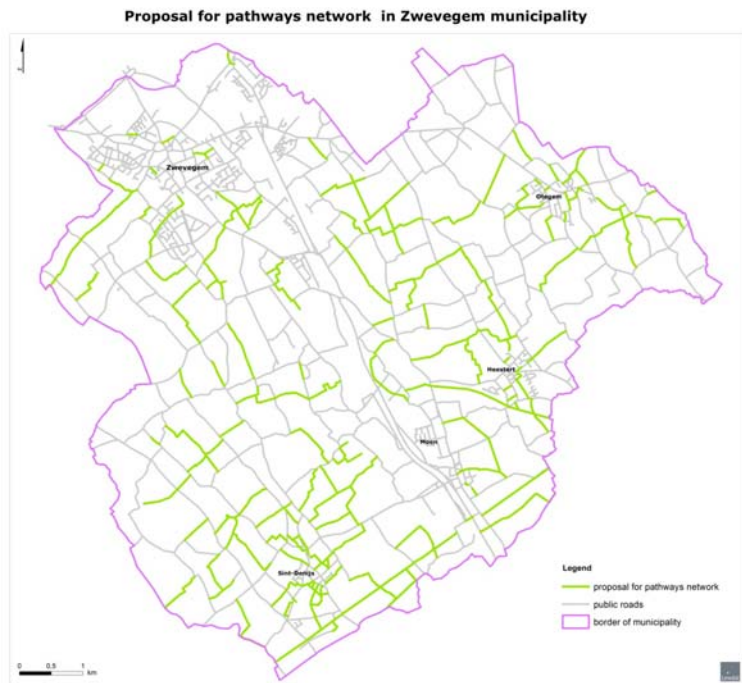 Proposal for pathways network in Zwevegem municipality
Zwevegem
Otegem
Heestert
Moen
Sint-Denijs
Legend
proposal for pathways network
public roads
border of municipality
0 0,5 1
km